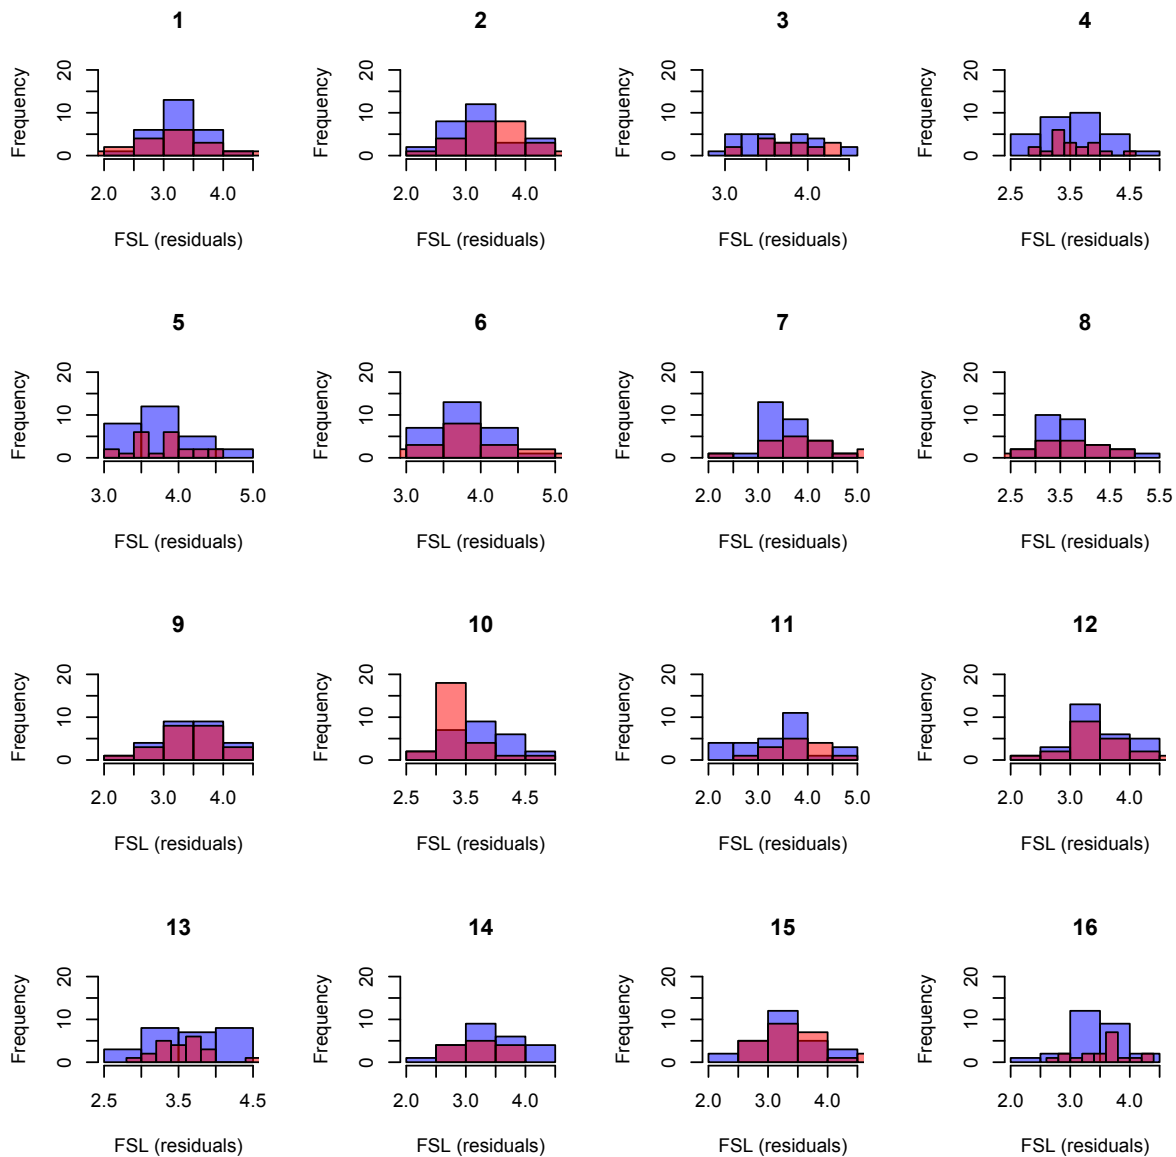 1 2 3 4
Frequency 0 10 20 Frequency 0 10 20 Frequency 0 10 20 Frequency 0 10 20
2.0 3.0 4.0 2.0 3.0 4.0 3.0 4.0 2.5 3.5 4.5
FSL (residuals) FSL (residuals) FSL (residuals) FSL (residuals)
5 6 7 8
Frequency 0 10 20 Frequency 0 10 20 Frequency 0 10 20 Frequency 0 10 20
3.0 4.0 5.0 3.0 4.0 5.0 2.0 3.0 4.0 5.0 2.5 3.5 4.5 5.5
FSL (residuals) FSL (residuals) FSL (residuals) FSL (residuals)
9 10 11 12
Frequency 0 10 20 Frequency 0 10 20 Frequency 0 10 20 Frequency 0 10 20
2.0 3.0 4.0 2.5 3.5 4.5 2.0 3.0 4.0 5.0 2.0 3.0 4.0
FSL (residuals) FSL (residuals) FSL (residuals) FSL (residuals)
13 14 15 16
Frequency 0 10 20 Frequency 0 10 20 Frequency 0 10 20 Frequency 0 10 20
2.5 3.5 4.5 2.0 3.0 4.0 2.0 3.0 4.0 2.0 3.0 4.0
FSL (residuals) FSL (residuals) FSL (residuals) FSL (residuals)